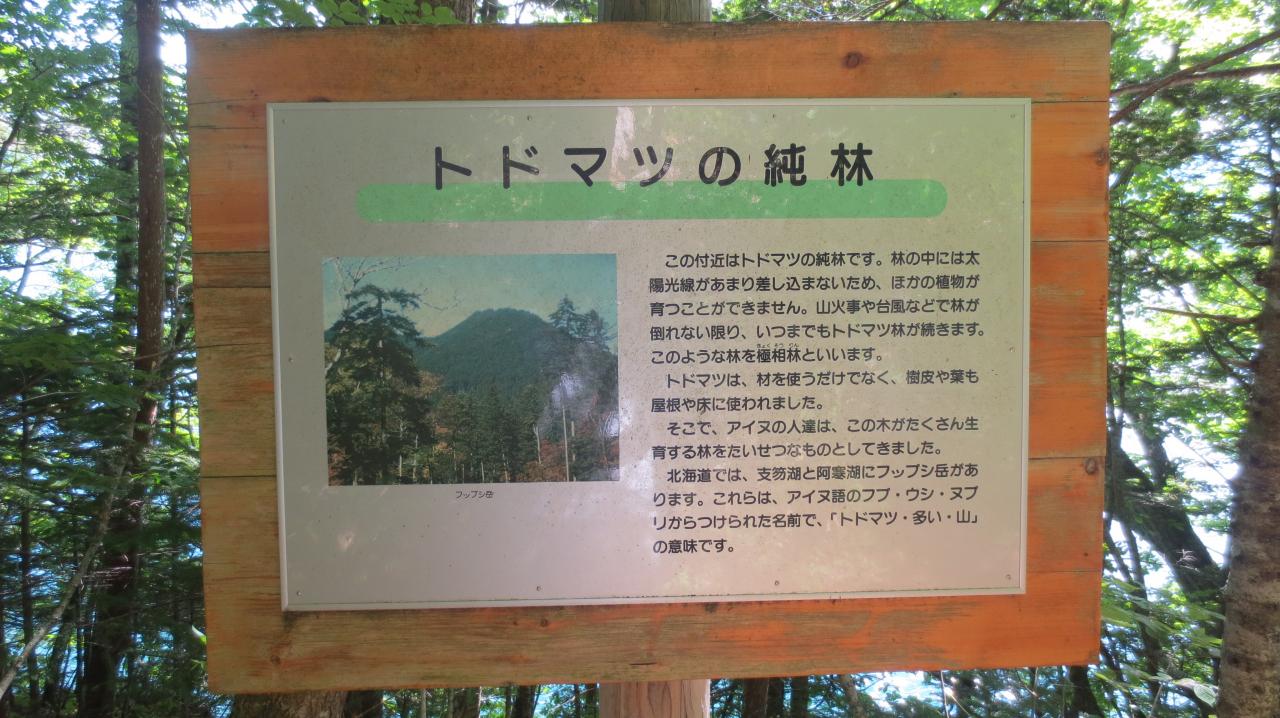 トドマツの純林
この付近はトドマツの純林です。林の中には太
陽光線があまり差し込まないため、ほかの植物が
育つことができません。山火事や台風などで林が
倒れない限り、いつまでもトドマツ林が続きます。
きょくそうりん
このような林を極相林といいます。
トドマツは、材を使うだけでなく、樹皮や葉も
屋根や床に使われました。
そこで、アイヌの人達は、この木がたくさん生
育する林をたいせつなものとしてきました。
北海道では、支笏湖と阿寒湖にフップシ岳があ
ります。これらは、アイヌ語のフプ・ウシ・ヌプ
リからつけられた名前で、「トドマツ・多い・山」
の意味です。
フップシ岳